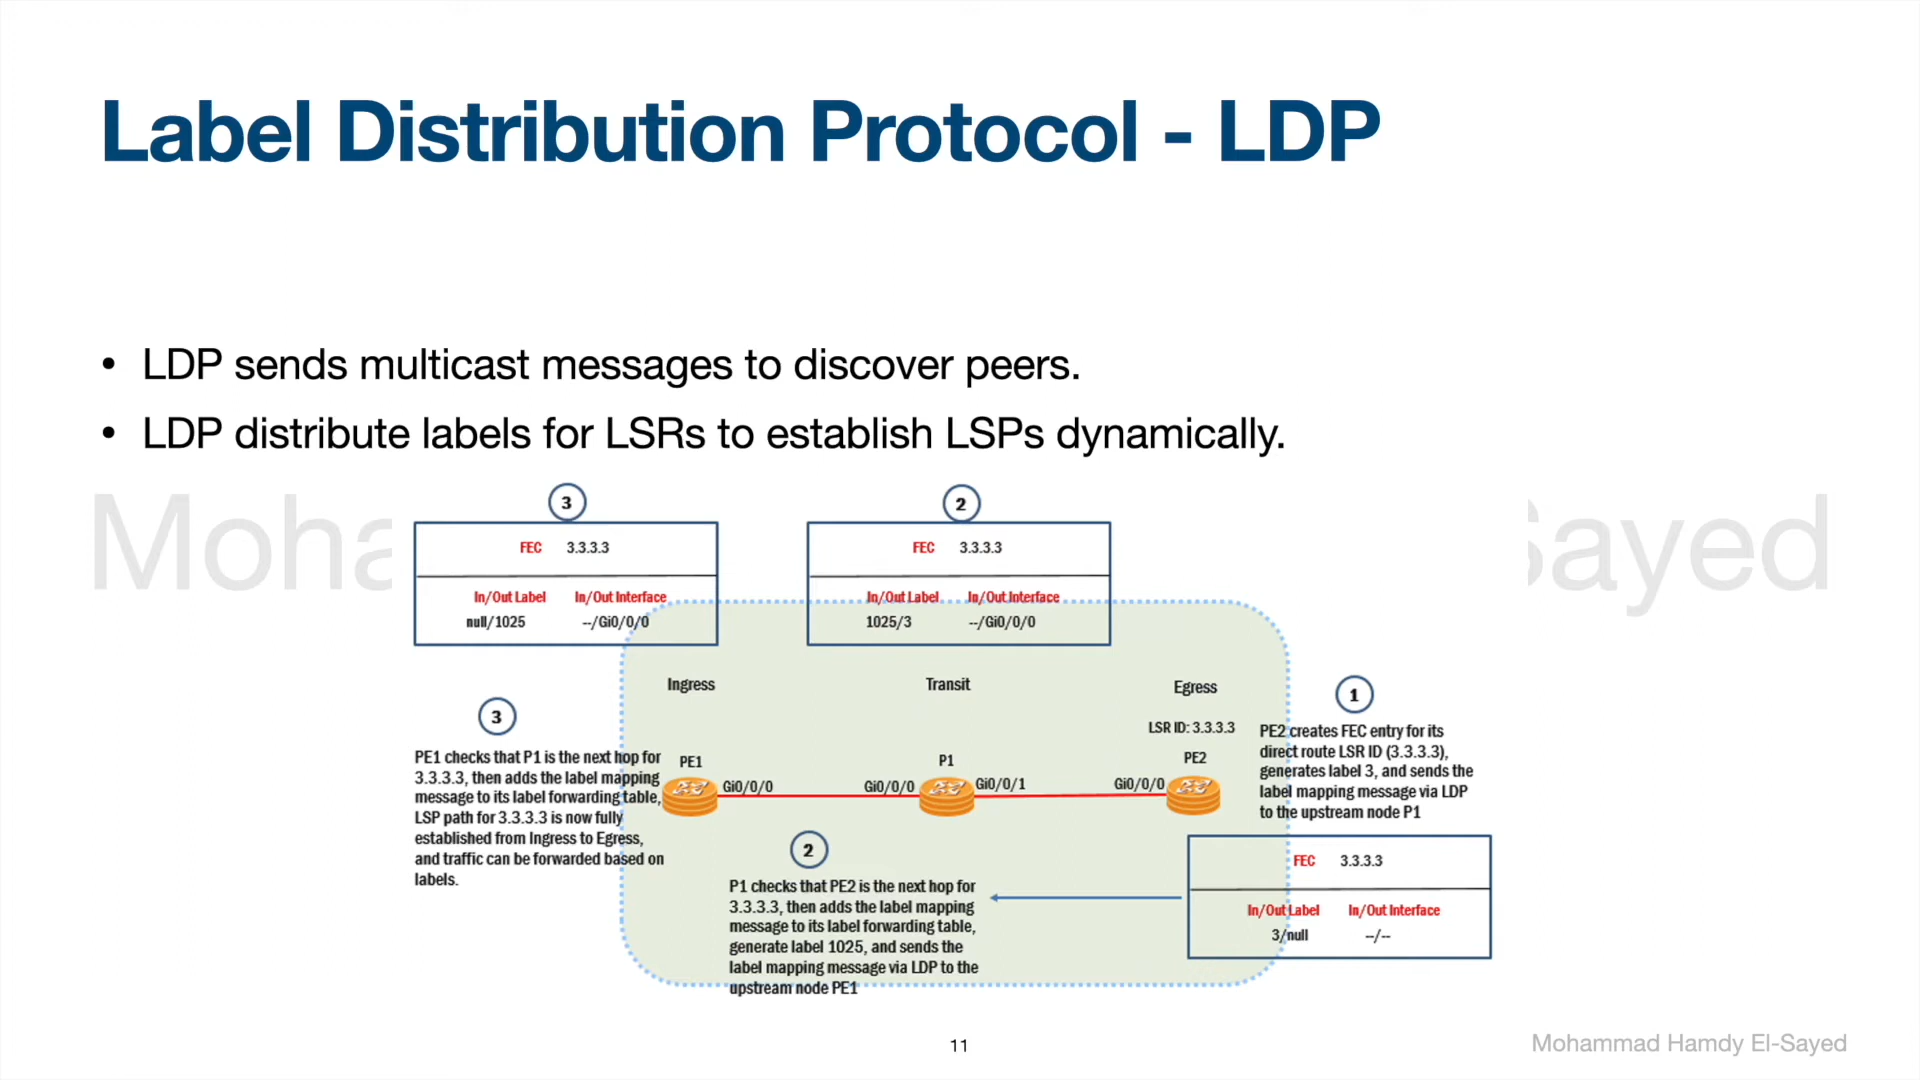 Label Distribution Protocol - LDP
• LDP sends multicast messages to discover peers.
• LDP distribute labels for LSRs to establish LSPs dynamically.
Moha
Sayed
3
FEC 3.3.3.3
In/Out Label In/Out Interface
null/1025 --/Gi0/0/0
2
FEC 3.3.3.3
In/Out Label In/Out Interface
1025/3 --/Gi0/0/0
Ingress
Transit
Egress
LSR ID: 3.3.3.3
PE1
P1
PE2
Gi0/0/0
Gi0/0/0
Gi0/0/1
Gi0/0/0
1
PE2 creates FEC entry for its
direct route LSR ID (3.3.3.3),
generates label 3, and sends the
label mapping message via LDP
to the upstream node P1
3
PE1 checks that P1 is the next hop for
3.3.3.3, then adds the label mapping
message to its label forwarding table,
LSP path for 3.3.3.3 is now fully
established from Ingress to Egress,
and traffic can be forwarded based on
labels.
2
P1 checks that PE2 is the next hop for
3.3.3.3, then adds the label mapping
message to its label forwarding table,
generate label 1025, and sends the
label mapping message via LDP to the
upstream node PE1
FEC 3.3.3.3
In/Out Label In/Out Interface
3/null --/--
11
Mohammad Hamdy El-Sayed